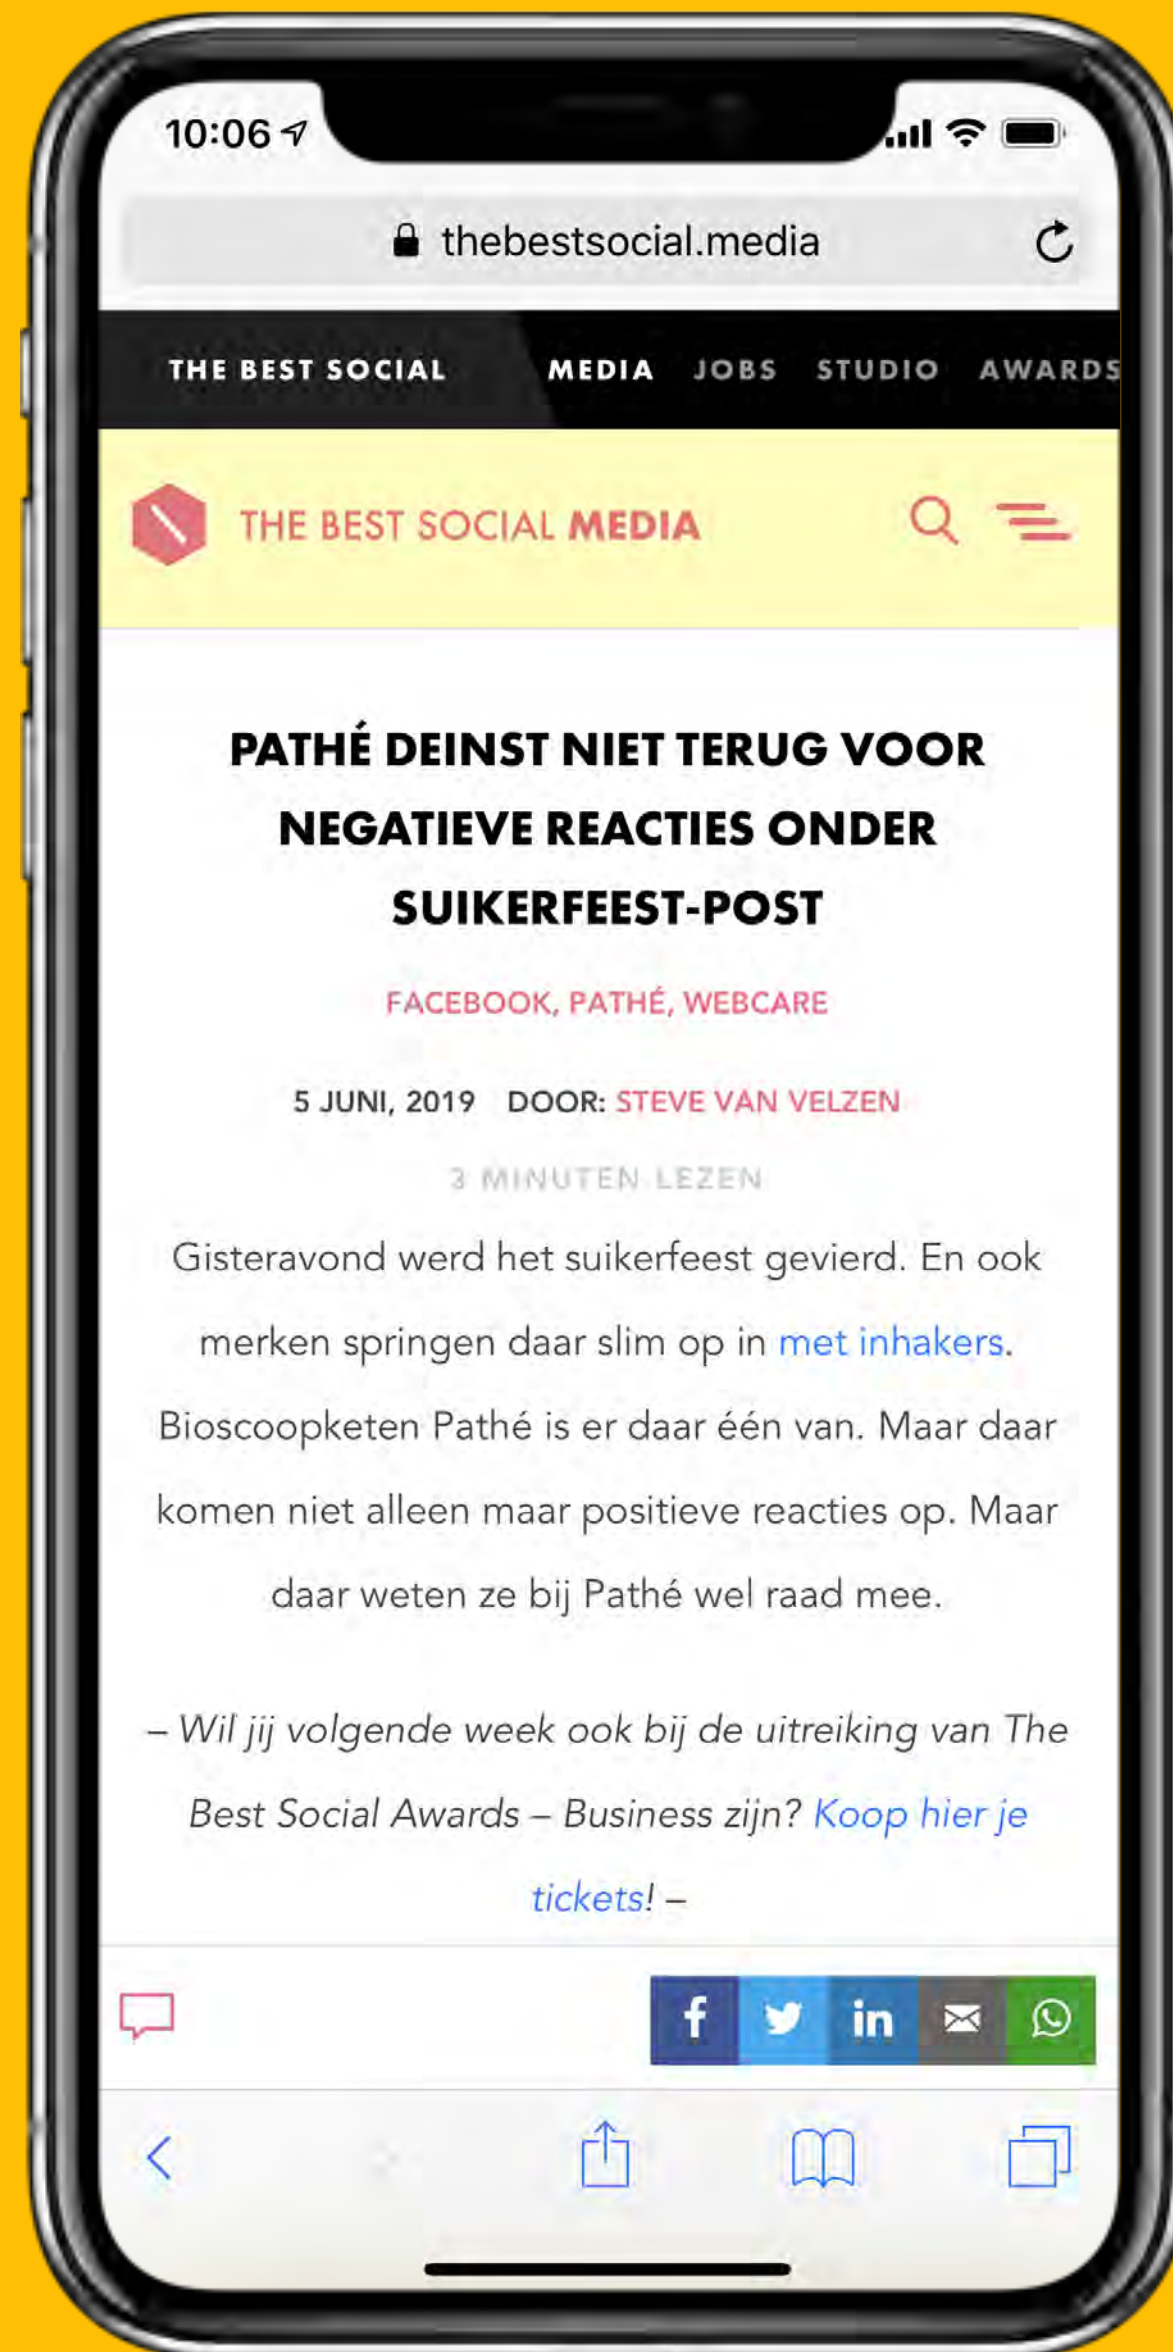 10:06
thebestsocial.media
THE BEST SOCIAL MEDIA JOBS STUDIO AWARDS
THE BEST SOCIAL MEDIA
PATHÉ DEINST NIET TERUG VOOR
NEGATIEVE REACTIES ONDER
SUIKERFEEST-POST
FACEBOOK, PATHÉ, WEBCARE
5 JUNI, 2019 DOOR: STEVE VAN VELZEN
3 MINUTEN LEZEN
Gisteravond werd het suikerfeest gevierd. En ook
merken springen daar slim op in met inhakers.
Bioscoopketen Pathé is er daar één van. Maar daar
komen niet alleen maar positieve reacties op. Maar
daar weten ze bij Pathé wel raad mee.
– Wil jij volgende week ook bij de uitreiking van The
Best Social Awards – Business zijn? Koop hier je
tickets! –
f in